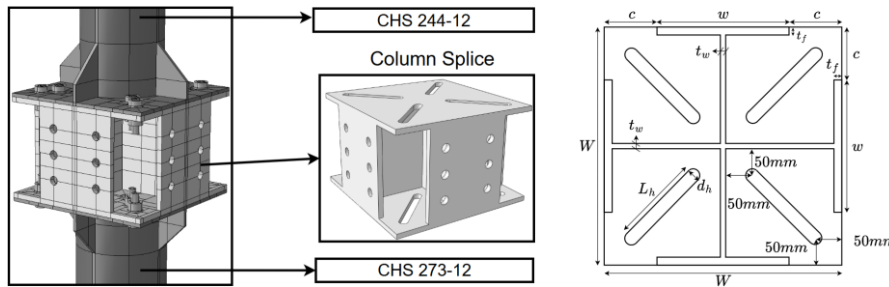 CHS 244-12
Column Splice
CHS 273-12
c w c
t_f
t_w
c
t_f
W
t_w
w
50mm
L_h d_h
50mm
50mm
50mm
W